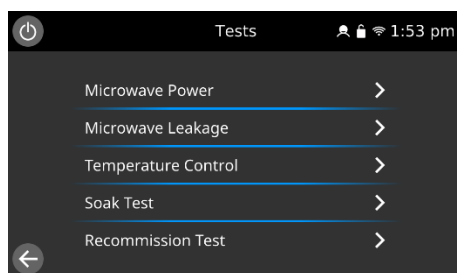 Tests
1:53 pm
Microwave Power
Microwave Leakage
Temperature Control
Soak Test
Recommission Test